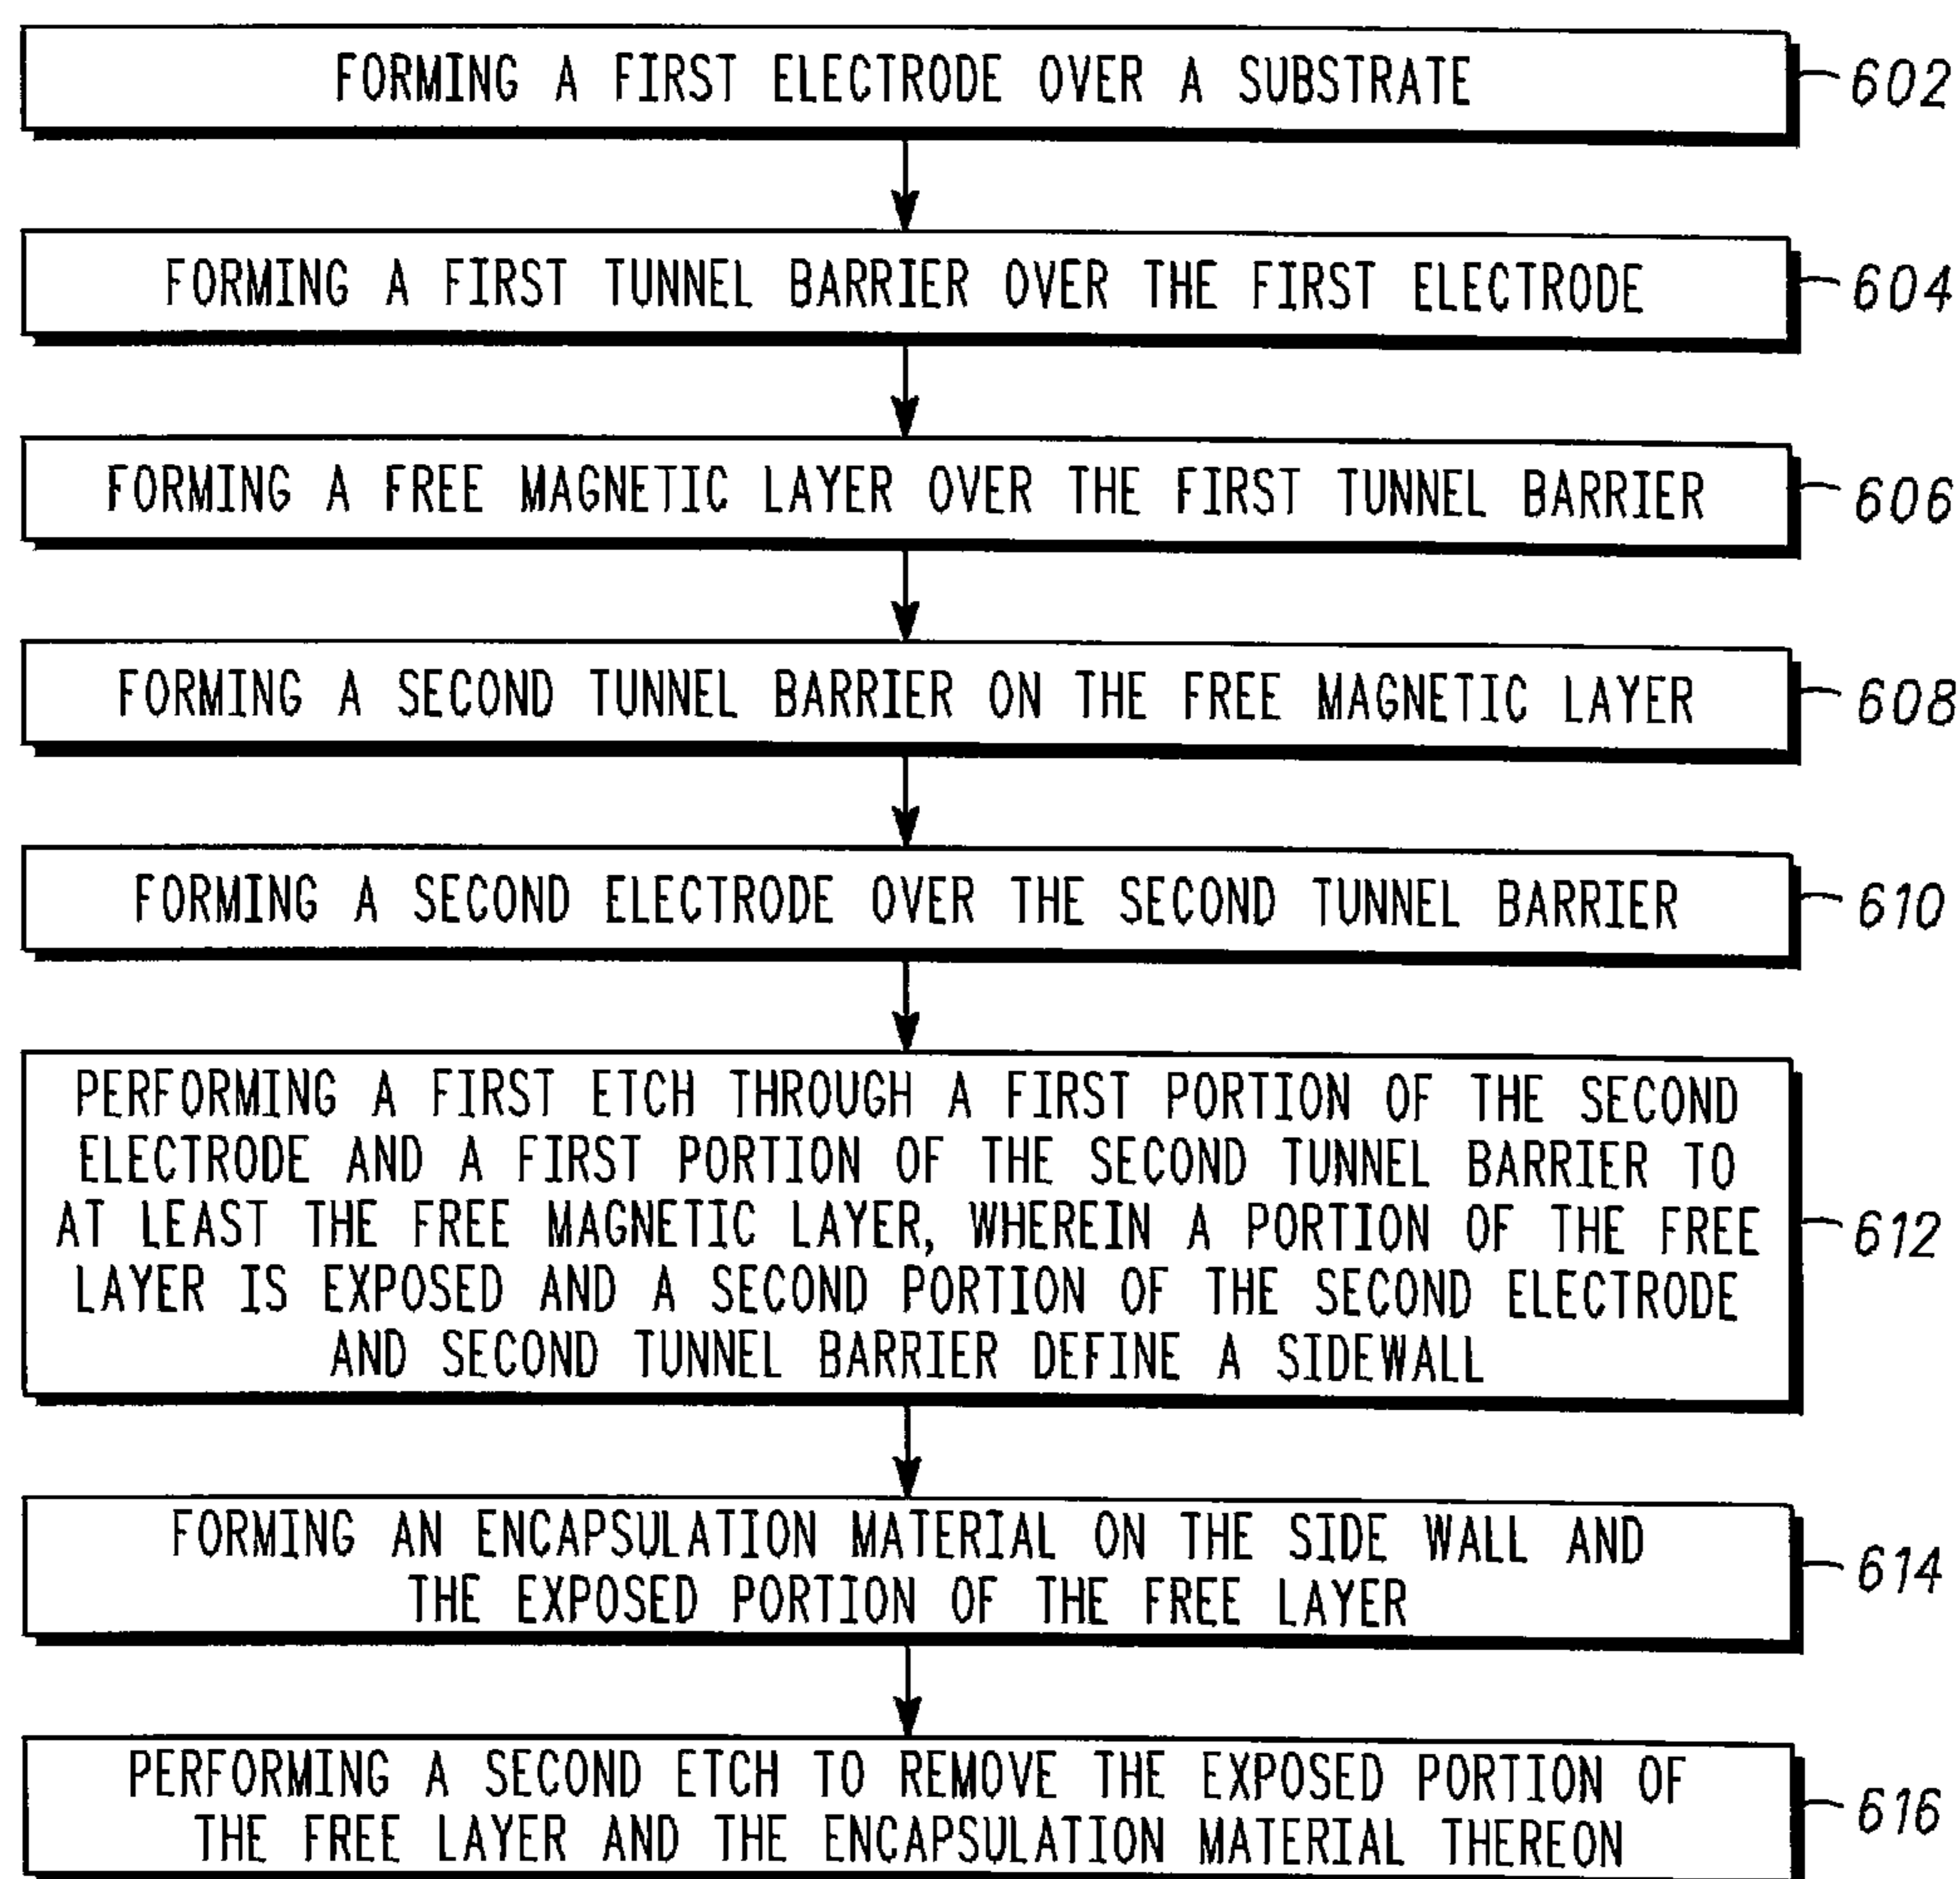 FORMING A FIRST ELECTRODE OVER A SUBSTRATE
602
FORMING A FIRST TUNNEL BARRIER OVER THE FIRST ELECTRODE
604
FORMING A FREE MAGNETIC LAYER OVER THE FIRST TUNNEL BARRIER
606
FORMING A SECOND TUNNEL BARRIER ON THE FREE MAGNETIC LAYER
608
FORMING A SECOND ELECTRODE OVER THE SECOND TUNNEL BARRIER
610
PERFORMING A FIRST ETCH THROUGH A FIRST PORTION OF THE SECOND
ELECTRODE AND A FIRST PORTION OF THE SECOND TUNNEL BARRIER TO
AT LEAST THE FREE MAGNETIC LAYER, WHEREIN A PORTION OF THE FREE
LAYER IS EXPOSED AND A SECOND PORTION OF THE SECOND ELECTRODE
AND SECOND TUNNEL BARRIER DEFINE A SIDEWALL
612
FORMING AN ENCAPSULATION MATERIAL ON THE SIDE WALL AND
THE EXPOSED PORTION OF THE FREE LAYER
614
PERFORMING A SECOND ETCH TO REMOVE THE EXPOSED PORTION OF
THE FREE LAYER AND THE ENCAPSULATION MATERIAL THEREON
616